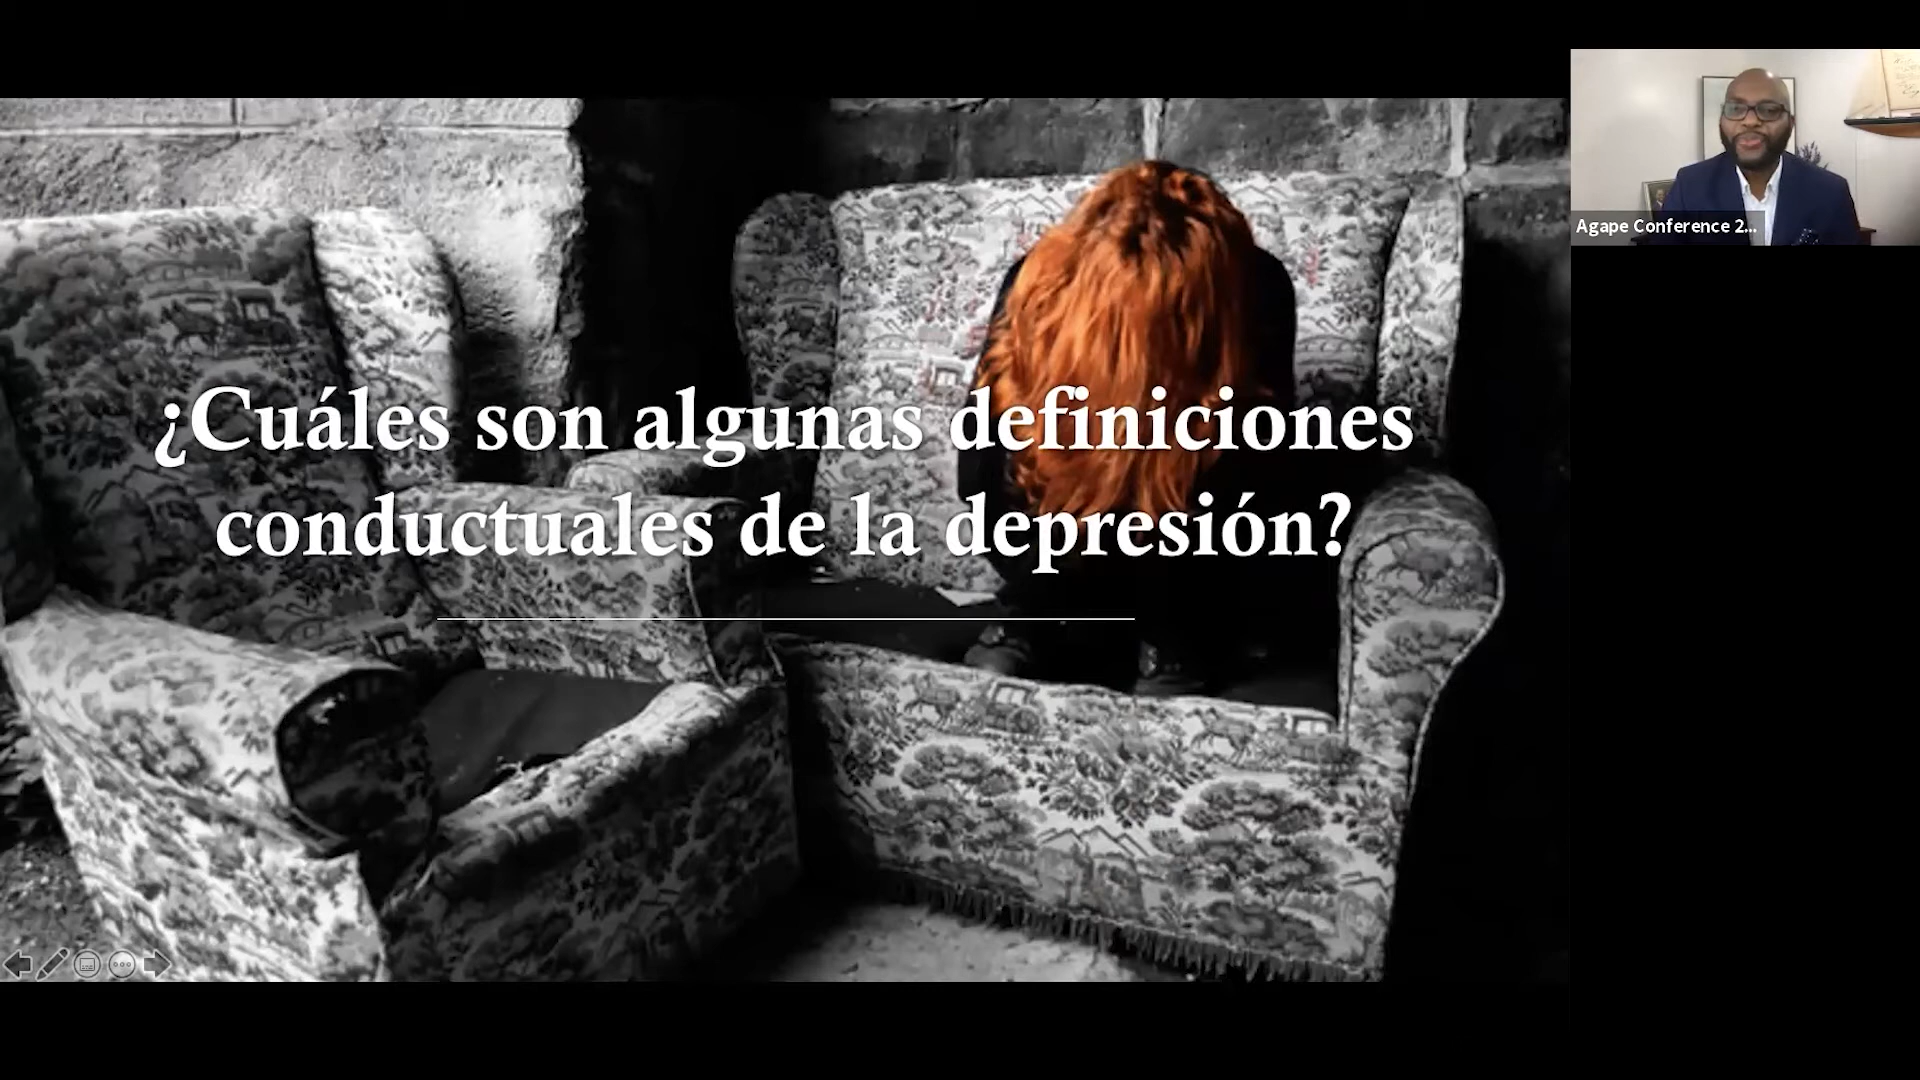 ¿Cuáles son algunas definiciones
conductuales de la depresión?
Agape Conference 2...